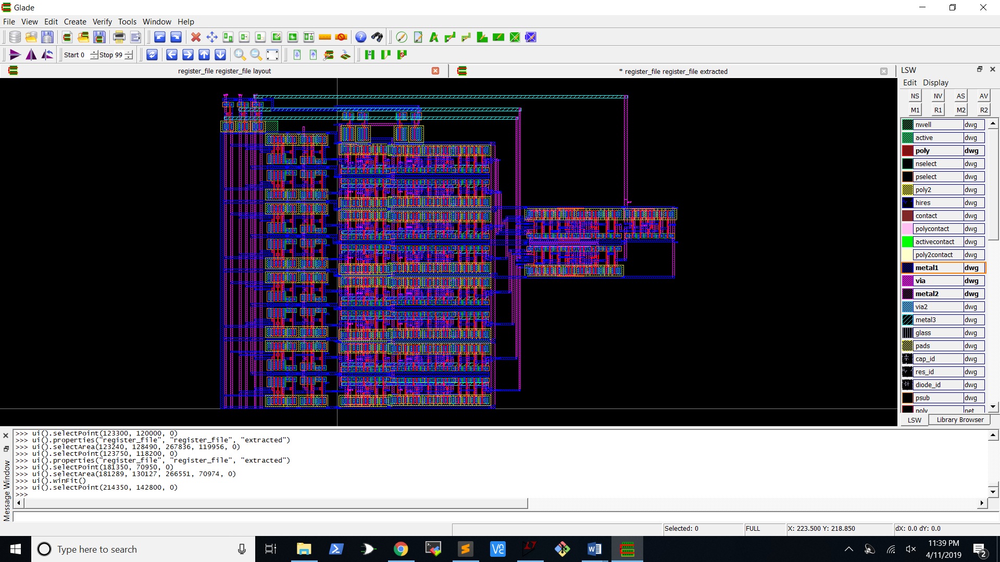 Glade
File View Edit Create Verify Tools Window Help
Start 0 Stop 99
register_file register_file layout
* register_file register_file extracted
LSW
Edit Display
NS NV AS AV
M1 R1 M2 R2
nwell dwg
active dwg
poly dwg
nselect dwg
pselect dwg
poly2 dwg
hires dwg
contact dwg
polycontact dwg
activecontact dwg
poly2contact dwg
metal1 dwg
via dwg
metal2 dwg
via2 dwg
metal3 dwg
glass dwg
pads dwg
cap_id dwg
res_id dwg
diode_id dwg
psub dwg
poly net
LSW Library Browser
Message Window
>>> ui().selectPoint(123300, 120000, 0)
>>> ui().properties("register_file", "register_file", "extracted")
>>> ui().selectArea(123240, 128490, 267836, 119956, 0)
>>> ui().selectPoint(123750, 118200, 0)
>>> ui().properties("register_file", "register_file", "extracted")
>>> ui().selectPoint(181350, 70950, 0)
>>> ui().selectArea(181289, 130127, 266551, 70974, 0)
>>> ui().winFit()
>>> ui().selectPoint(214350, 142800, 0)
>>>
Selected: 0 FULL X: 223.500 Y: 218.850 dX: 0.0 dY: 0.0
Type here to search
11:39 PM
4/11/2019
2